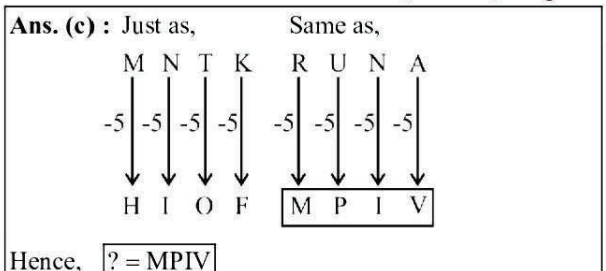 Ans. (c) : Just as, Same as,
M N T K R U N A
-5 -5 -5 -5 -5 -5 -5 -5
H I O F M P I V
Hence, ? = MPIV